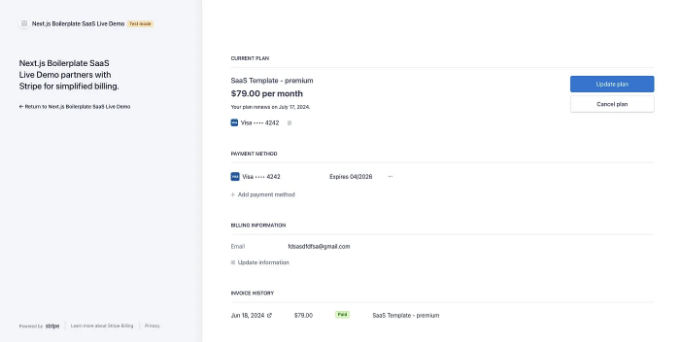 Next.js Boilerplate SaaS Live Demo Test mode
Next.js Boilerplate SaaS
Live Demo partners with
Stripe for simplified billing.
← Return to Next.js Boilerplate SaaS Live Demo
Powered by stripe Learn more about Stripe Billing Privacy
CURRENT PLAN
SaaS Template - premium
$79.00 per month
Your plan renews on July 17, 2024.
VISA Visa •••• 4242
Update plan
Cancel plan
PAYMENT METHOD
VISA Visa •••• 4242 Expires 04/2026 ···
+ Add payment method
BILLING INFORMATION
Email fdsasdfdfsa@gmail.com
Update information
INVOICE HISTORY
Jun 18, 2024 $79.00 Paid SaaS Template - premium